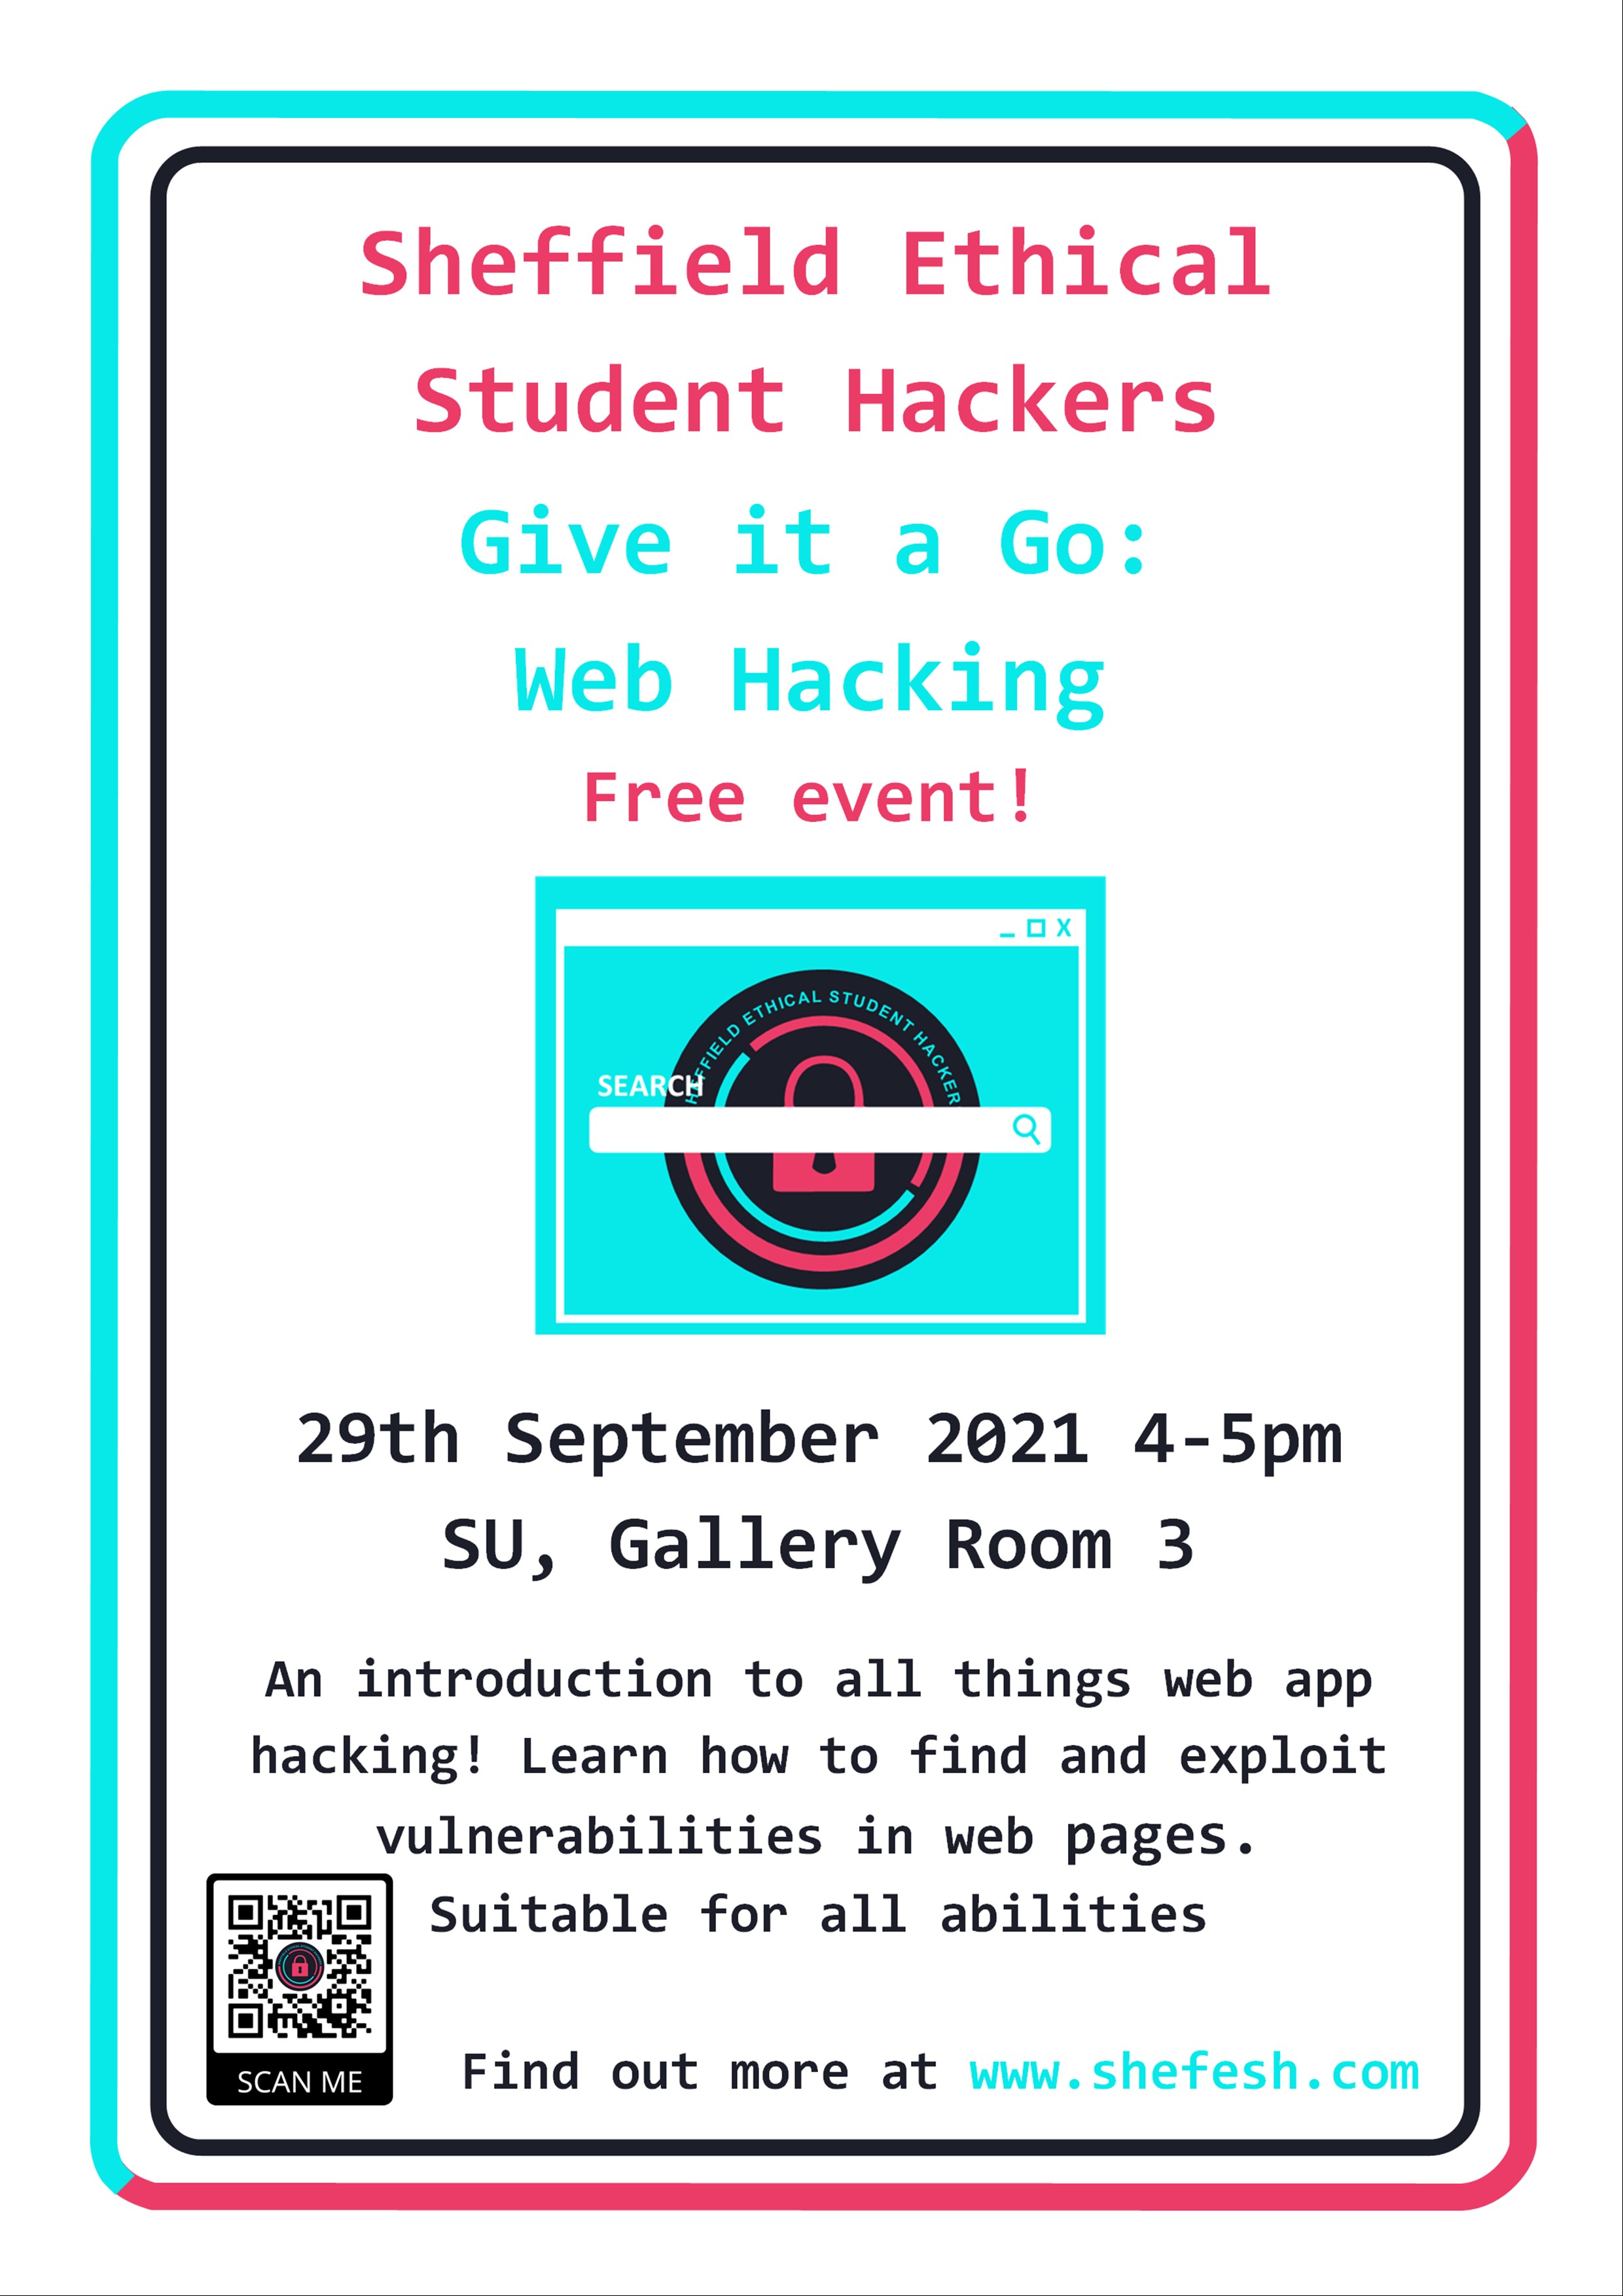 Sheffield Ethical
Student Hackers
Give it a Go:
Web Hacking
Free event!
X
HEFFIELD ETHICAL STUDENT HACKER
SEARCH
29th September 2021 4-5pm
SU, Gallery Room 3
An introduction to all things web app
hacking! Learn how to find and exploit
vulnerabilities in web pages.
Suitable for all abilities
SCAN ME
Find out more at www.shefesh.com